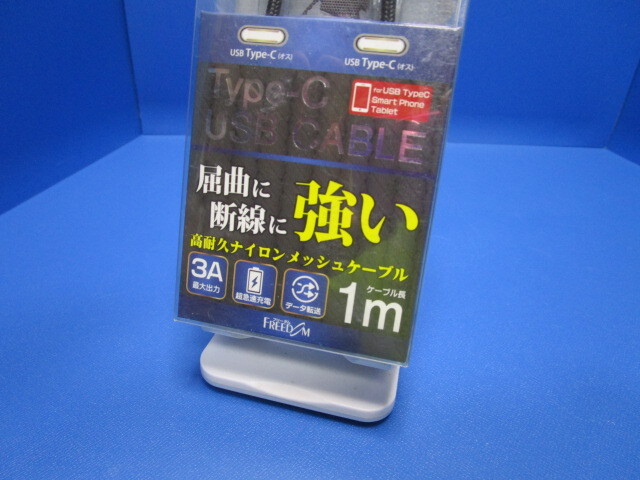 USB Type-C (オス)
USB Type-C (オス)
Type-C
USB CABLE
For USB TypeC
Smart Phone
Tablet
屈曲に
断線に
強い
高耐久ナイロンメッシュケーブル
3A
最大出力
超急速充電
データ転送
ケーブル長
1m
FREEDOM